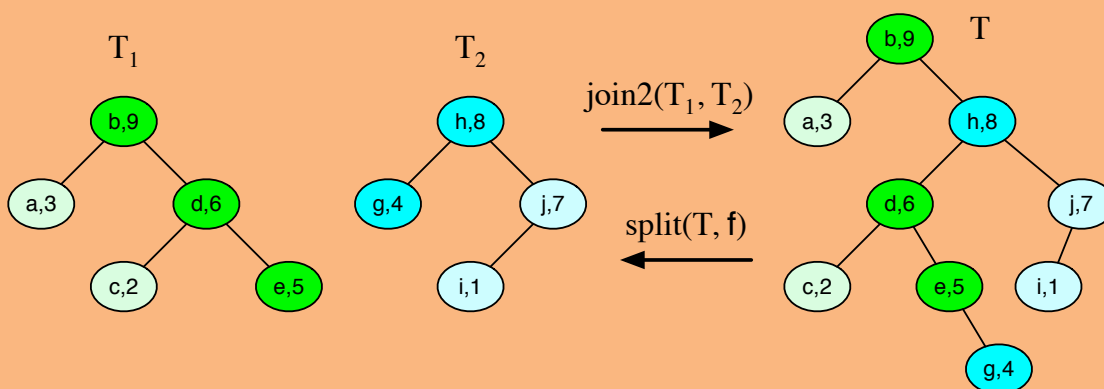 T₁
b,9
a,3
d,6
c,2
e,5
T₂
h,8
g,4
j,7
i,1
join2(T₁, T₂)
split(T, f)
T
b,9
a,3
h,8
d,6
j,7
c,2
e,5
i,1
g,4